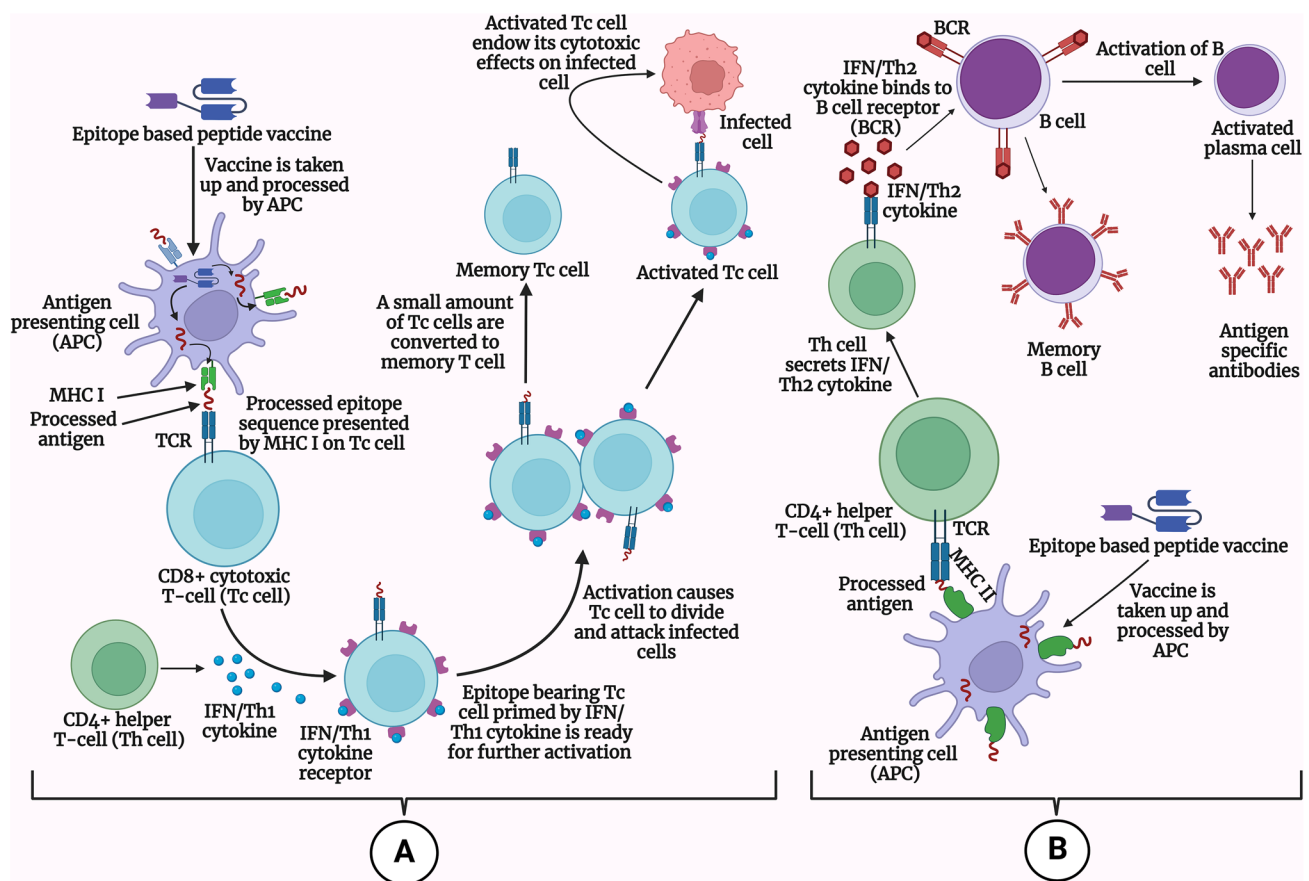 Epitope based peptide vaccine
Vaccine is taken
up and processed
by APC
Antigen
presenting cell
(APC)
MHC I
Processed
antigen
TCR
Processed epitope
sequence presented
by MHC I on Tc cell
CD8+ cytotoxic
T-cell (Tc cell)
CD4+ helper
T-cell (Th cell)
IFN/Th1
cytokine
IFN/Th1
cytokine
receptor
Epitope bearing Tc
cell primed by IFN/
Th1 cytokine is ready
for further activation
Activation causes
Tc cell to divide
and attack infected
cells
A small amount
of Tc cells are
converted to
memory T cell
Memory Tc cell
Activated Tc cell
Activated Tc cell
endow its cytotoxic
effects on infected
cell
Infected
cell
A
Epitope based peptide vaccine
Vaccine is
taken up and
processed by
APC
Antigen
presenting cell
(APC)
Processed
antigen
MHC II
TCR
CD4+ helper
T-cell (Th cell)
Th cell
secrets IFN/
Th2 cytokine
IFN/Th2
cytokine
IFN/Th2
cytokine binds to
B cell receptor
(BCR)
BCR
B cell
Activation of B
cell
Activated
plasma cell
Memory
B cell
Antigen
specific
antibodies
B